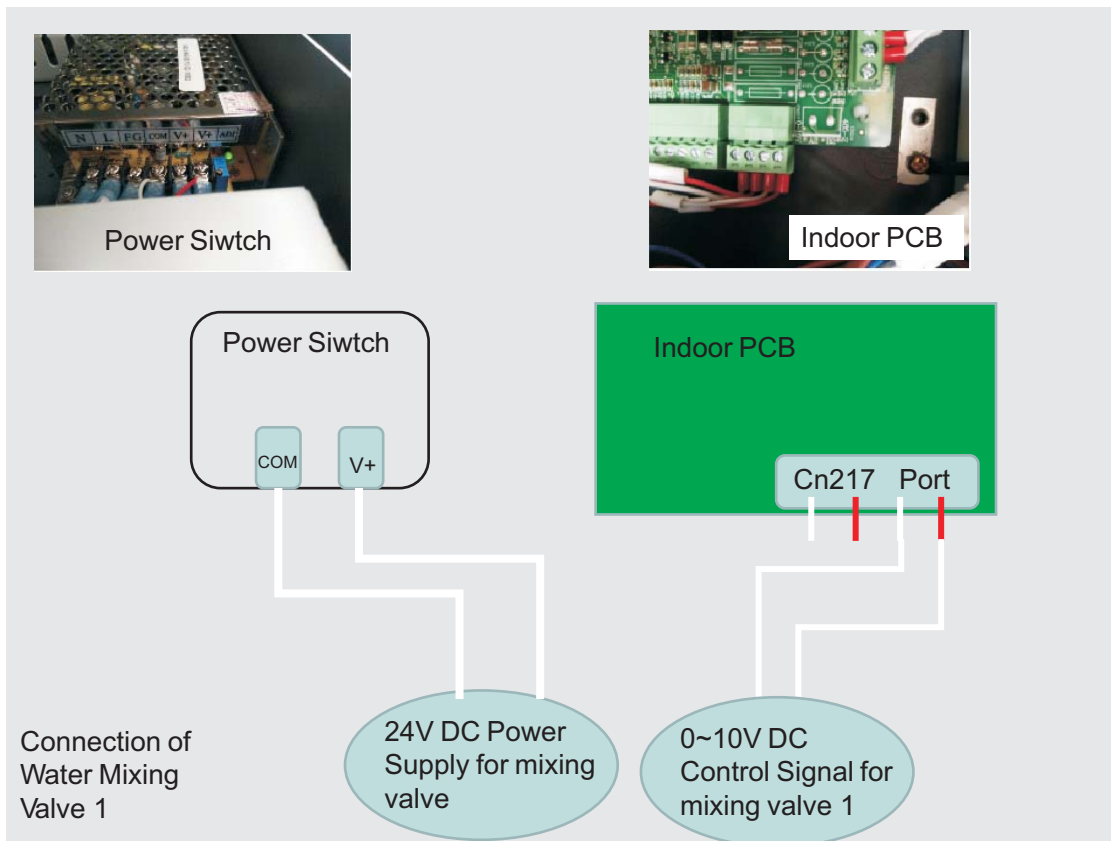 N L FG COM V+ V+ ADJ
Power Siwtch
Indoor PCB
Power Siwtch
COM
V+
Indoor PCB
Cn217 Port
Connection of
Water Mixing
Valve 1
24V DC Power
Supply for mixing
valve
0~10V DC
Control Signal for
mixing valve 1